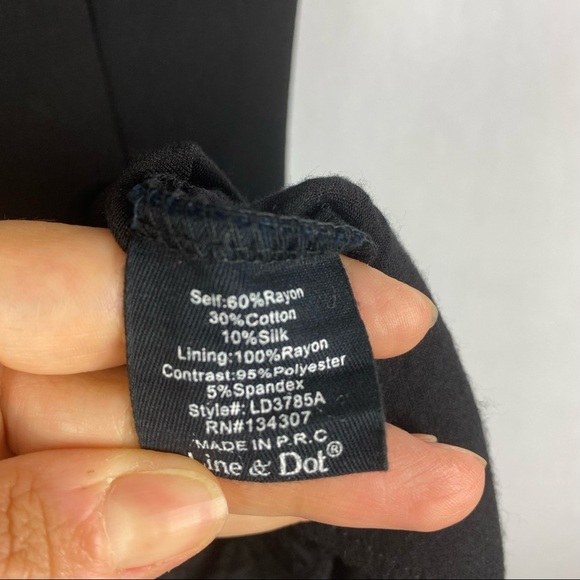 Self:60%Rayon
30%Cotton
10%Silk
Lining:100%Rayon
Contrast:95%Polyester
5%Spandex
Style#: LD3785A
RN#134307
MADE IN P.R.C
Line & Dot®